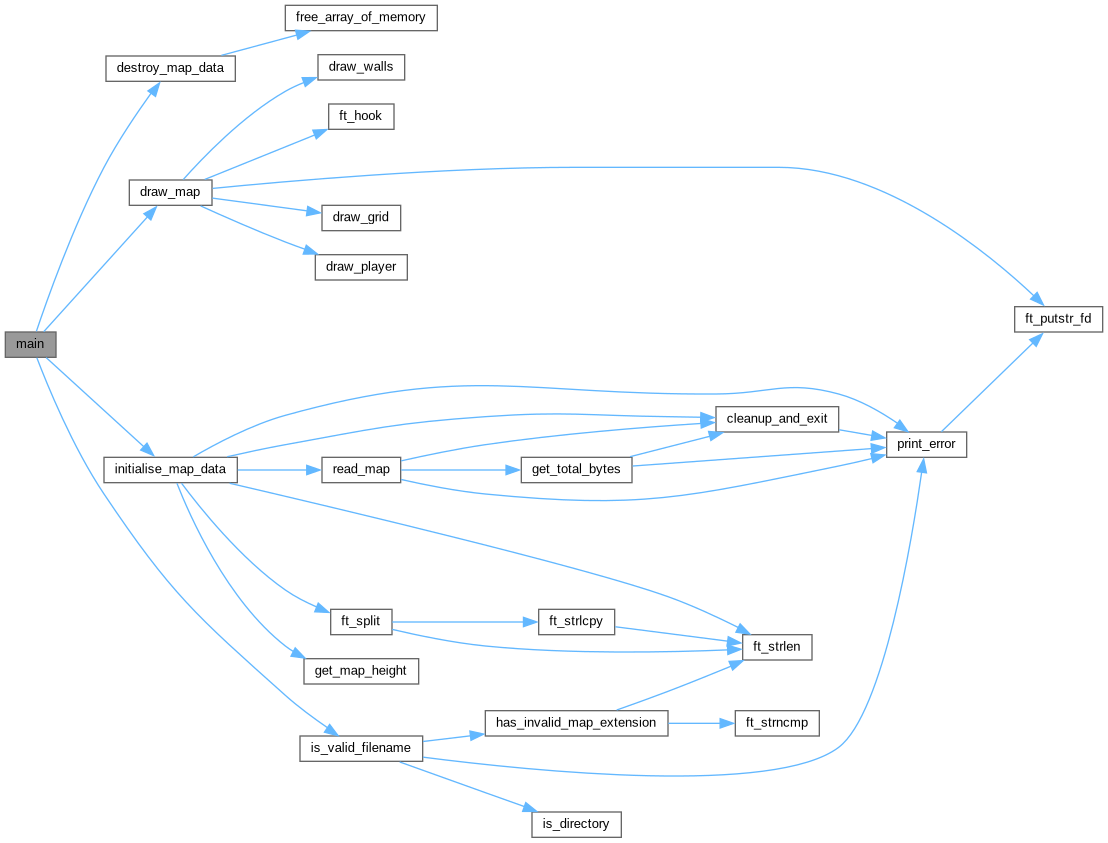 free_array_of_memory
destroy_map_data
draw_walls
ft_hook
draw_map
draw_grid
draw_player
ft_putstr_fd
main
cleanup_and_exit
print_error
initialise_map_data
read_map
get_total_bytes
ft_split
ft_strlcpy
ft_strlen
get_map_height
has_invalid_map_extension
ft_strncmp
is_valid_filename
is_directory